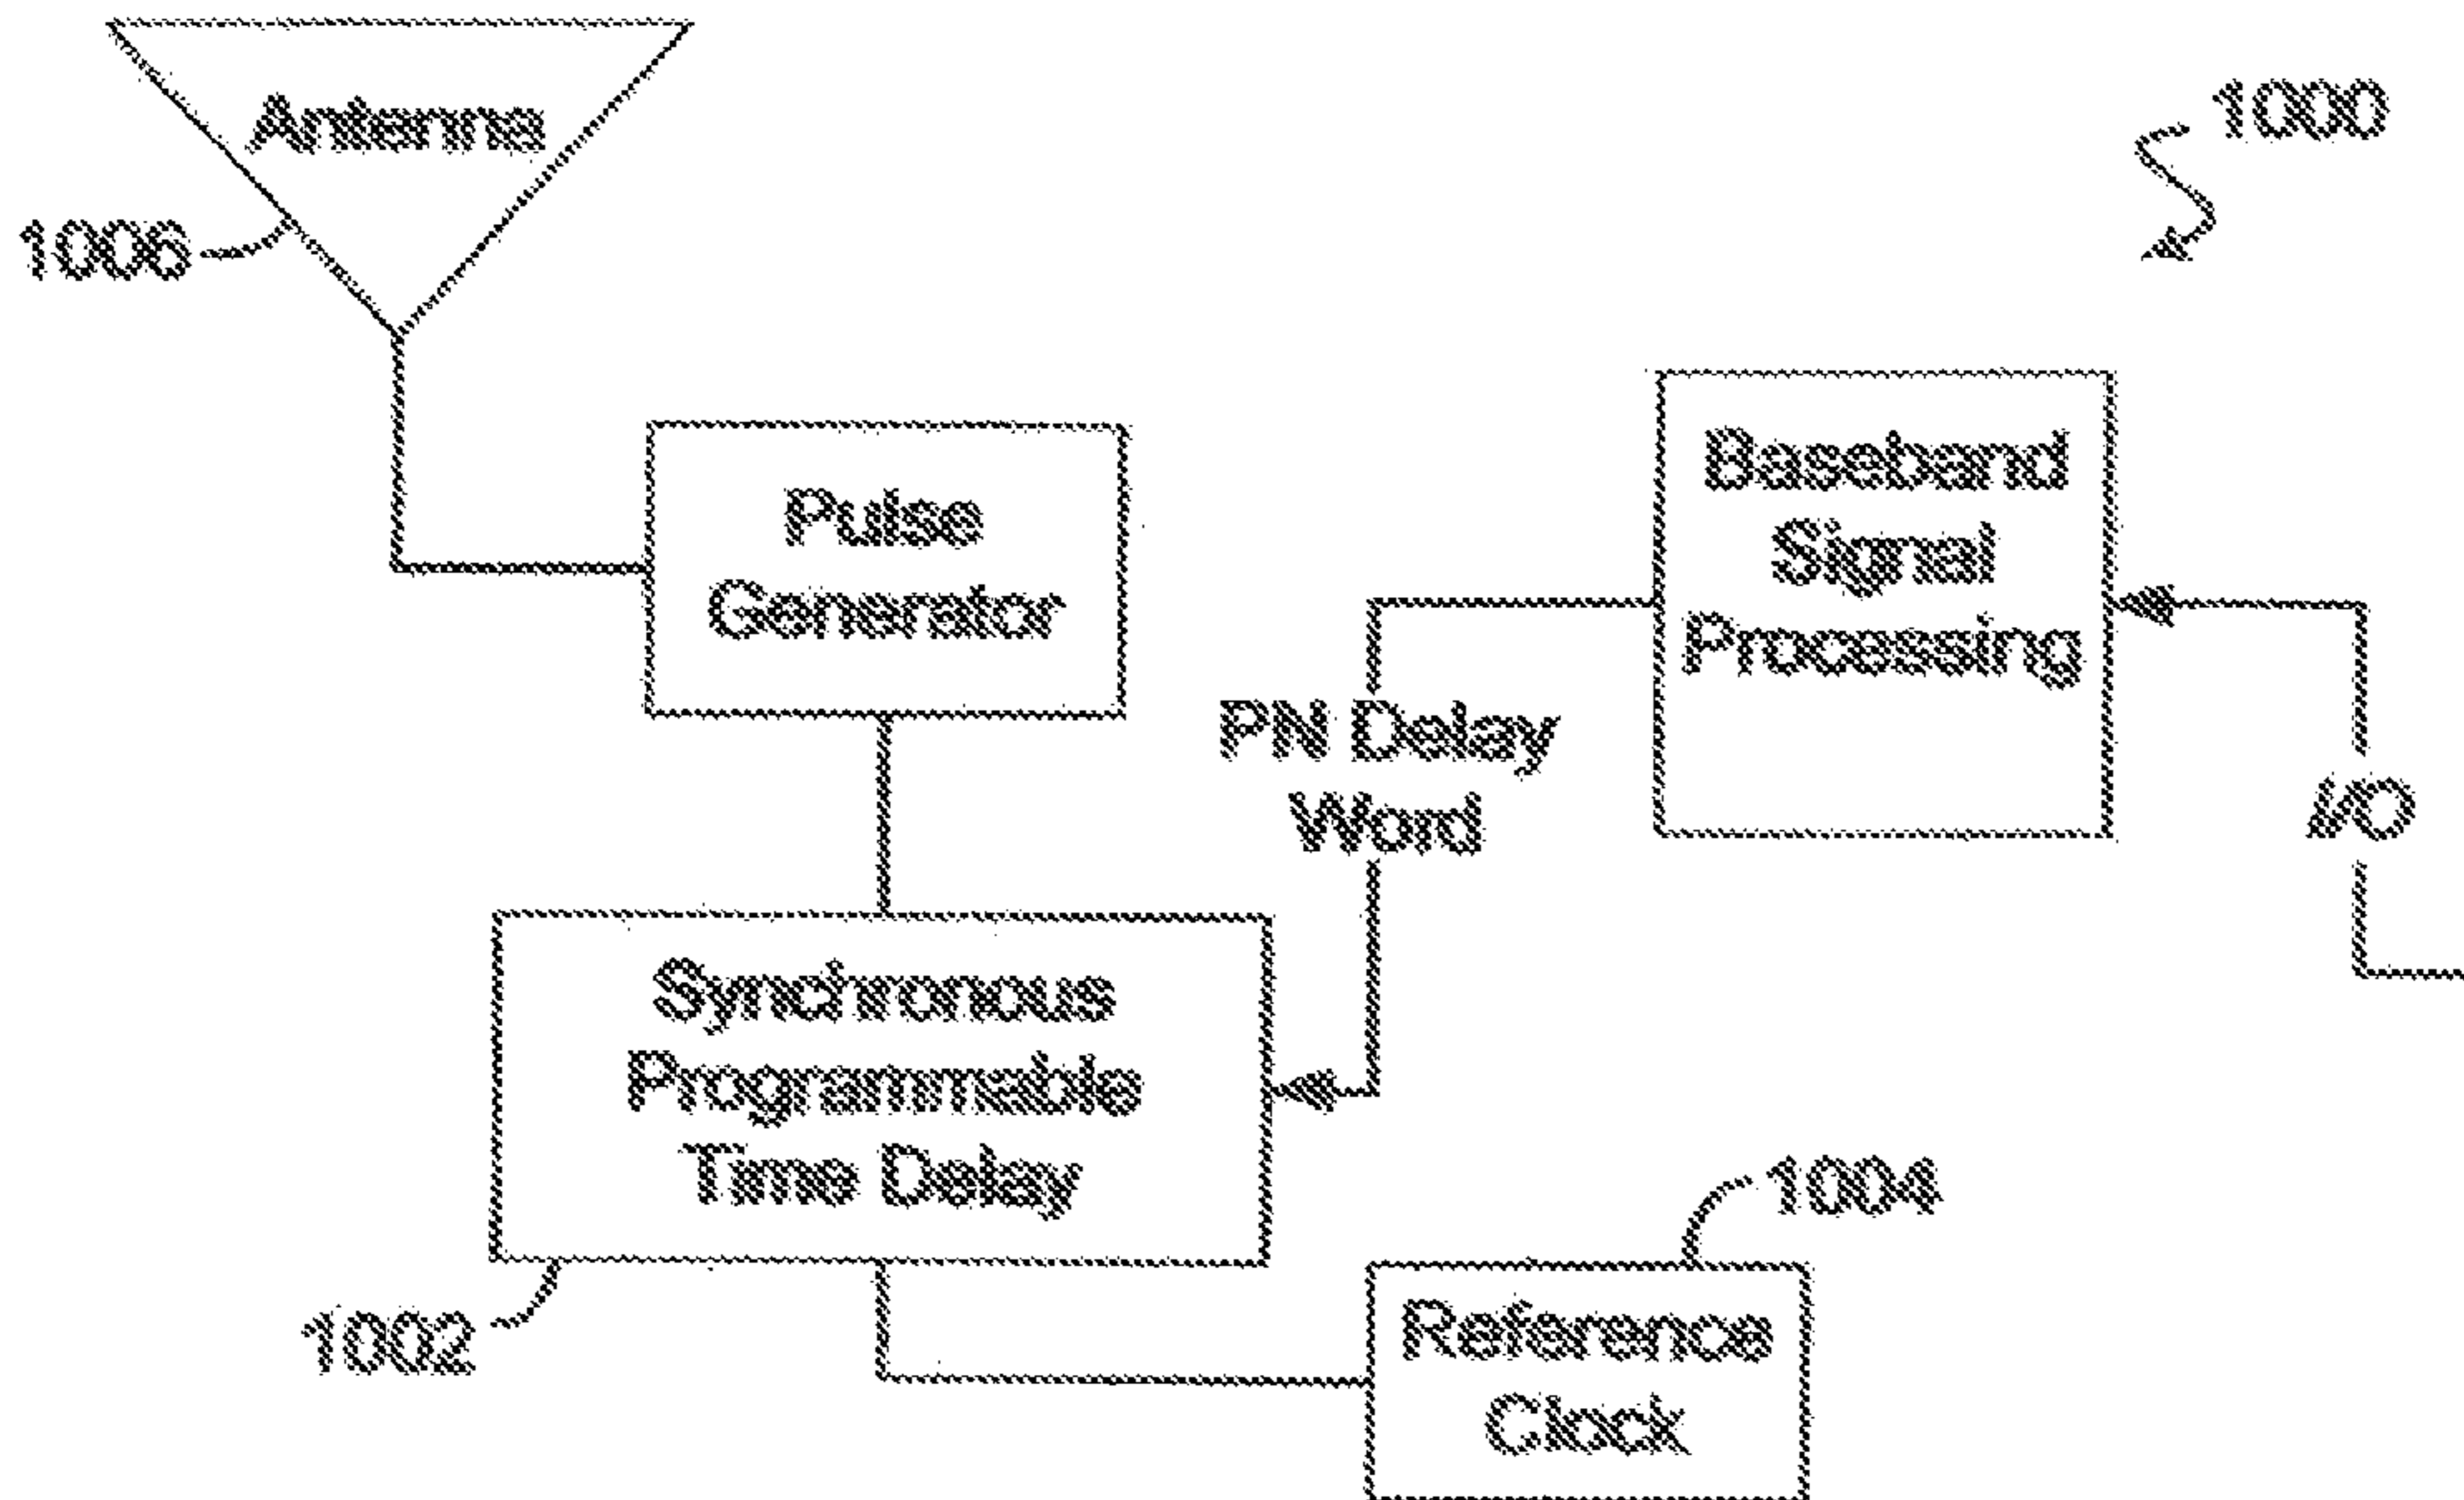 Antenna
1000
1006
Pulse
Generator
Baseband
Signal
Processing
PN Delay
Word
I/O
Synchronous
Programmable
Time Delay
1004
1002
Reference
Clock